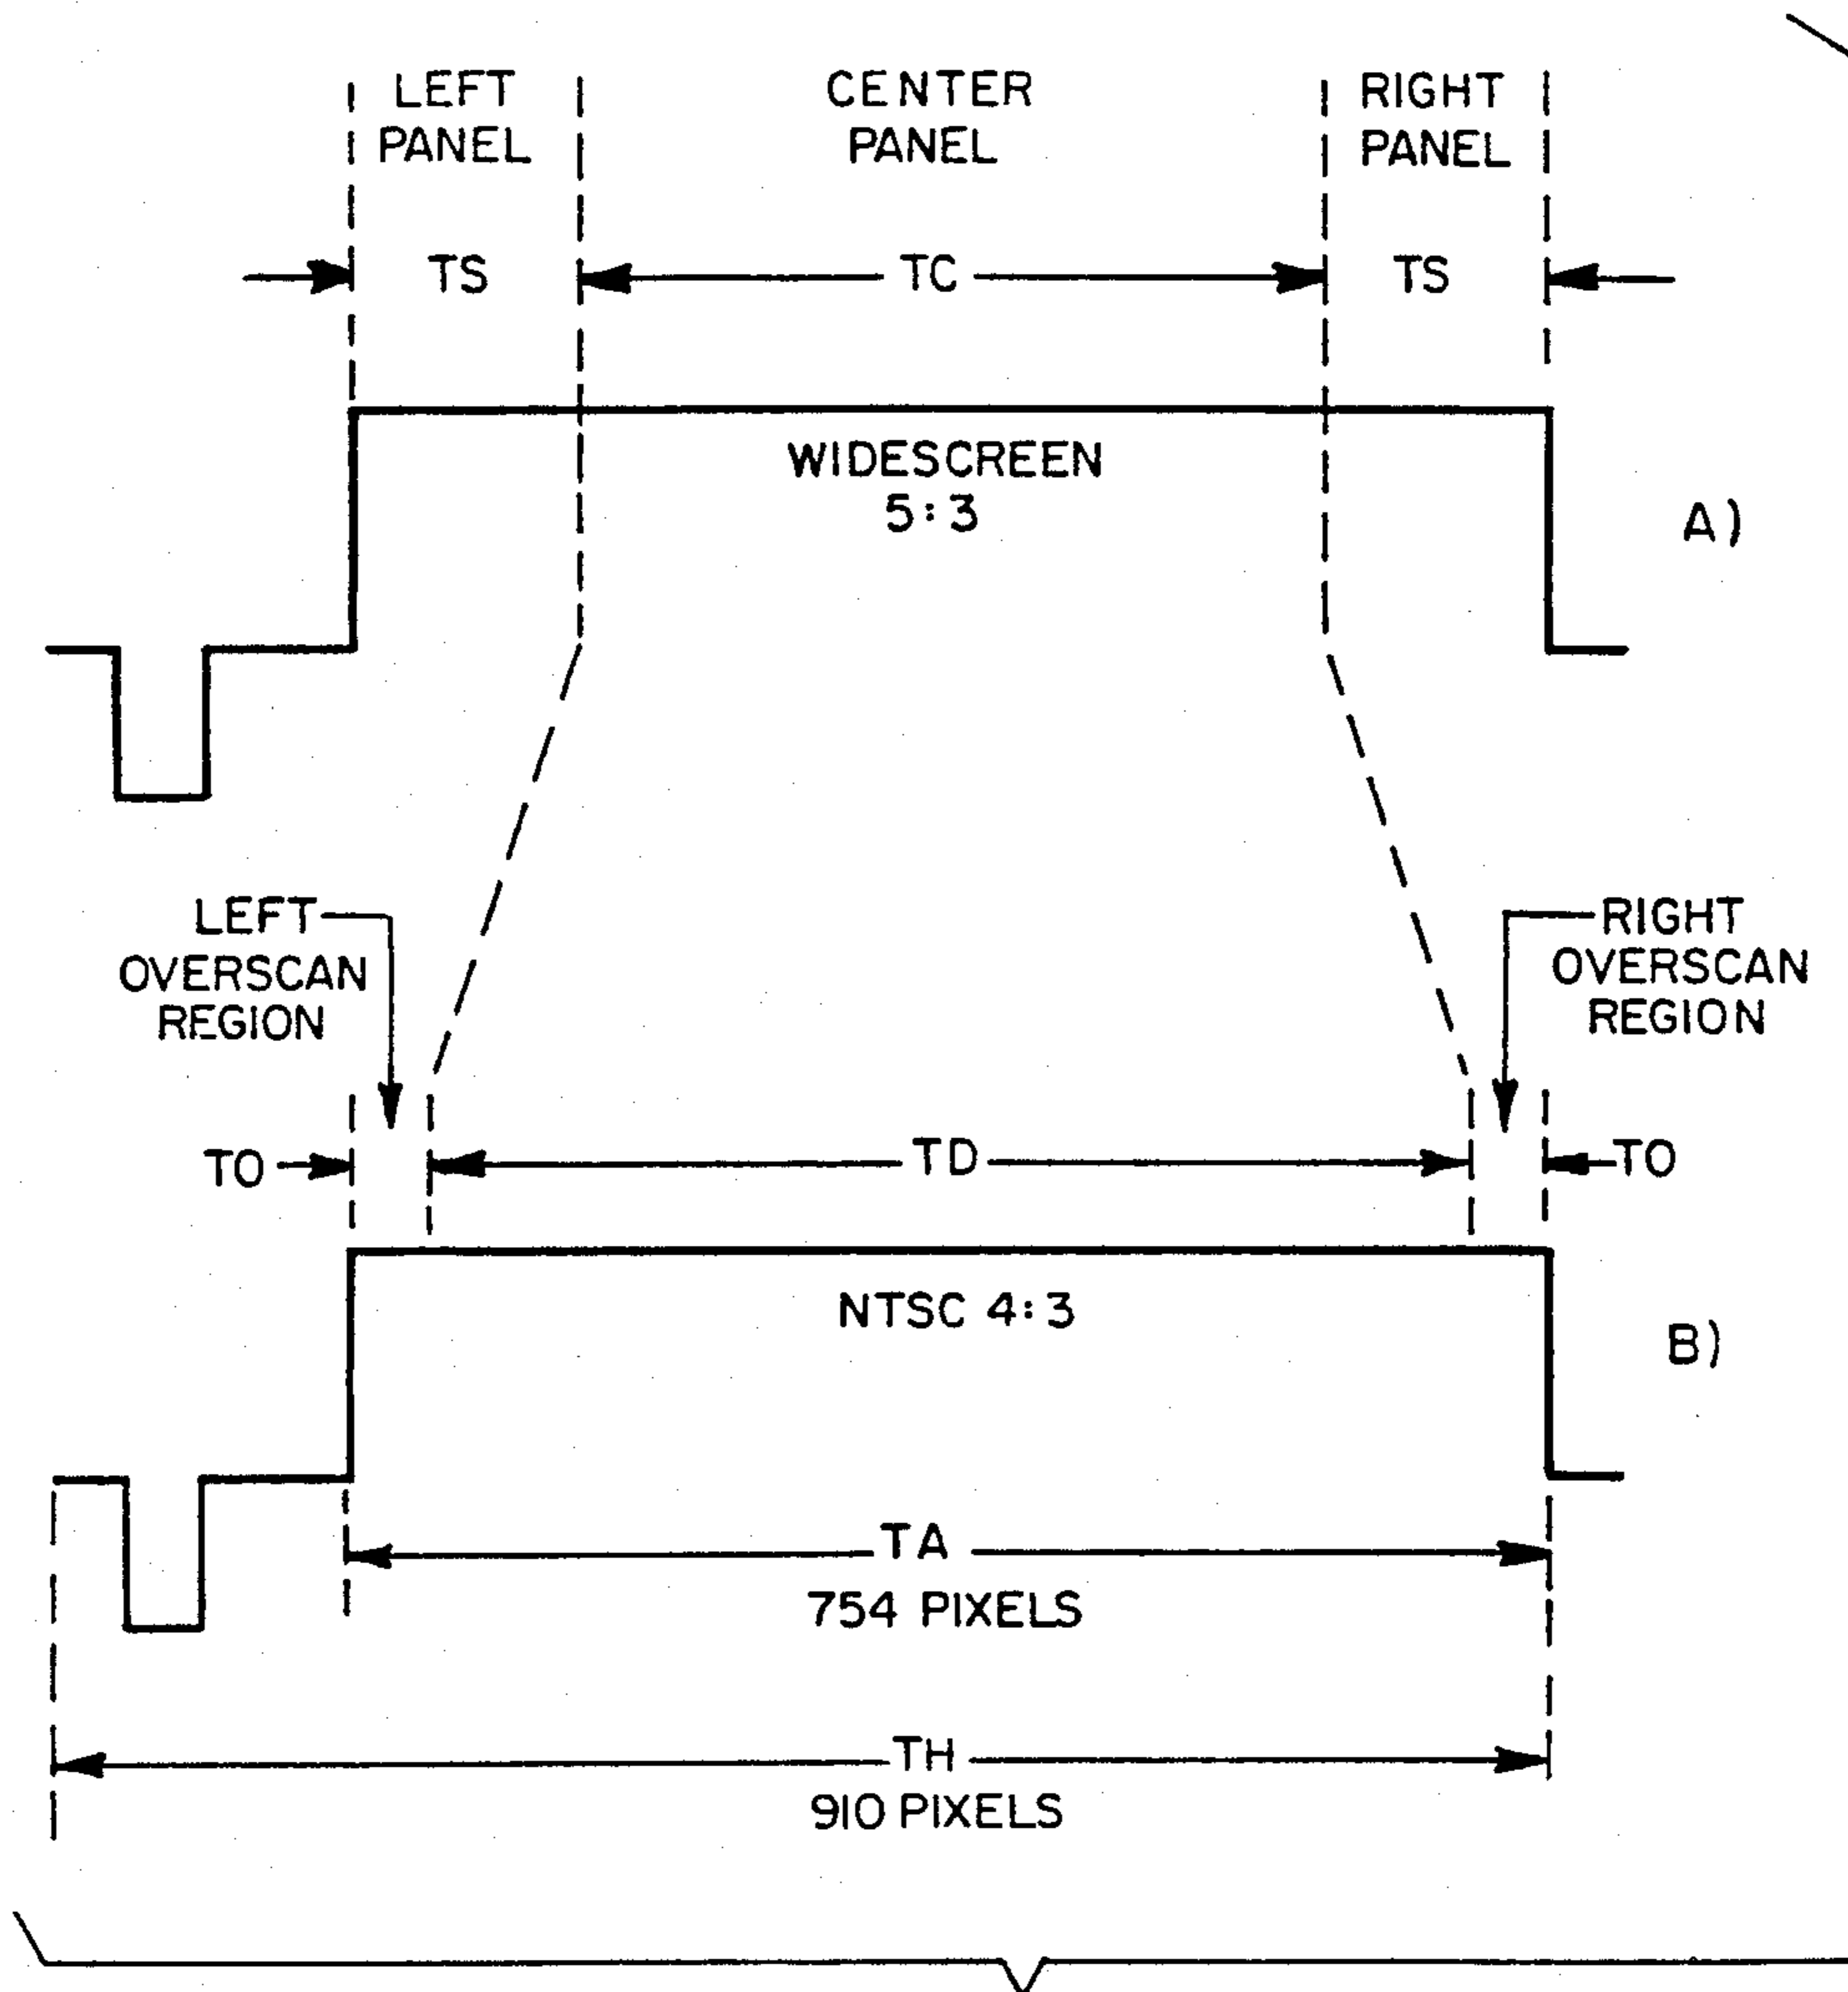 LEFT
PANEL
CENTER
PANEL
RIGHT
PANEL
TS
TC
TS
WIDESCREEN
5:3
A)
LEFT
OVERSCAN
REGION
RIGHT
OVERSCAN
REGION
TO
TD
TO
NTSC 4:3
B)
TA
754 PIXELS
TH
910 PIXELS